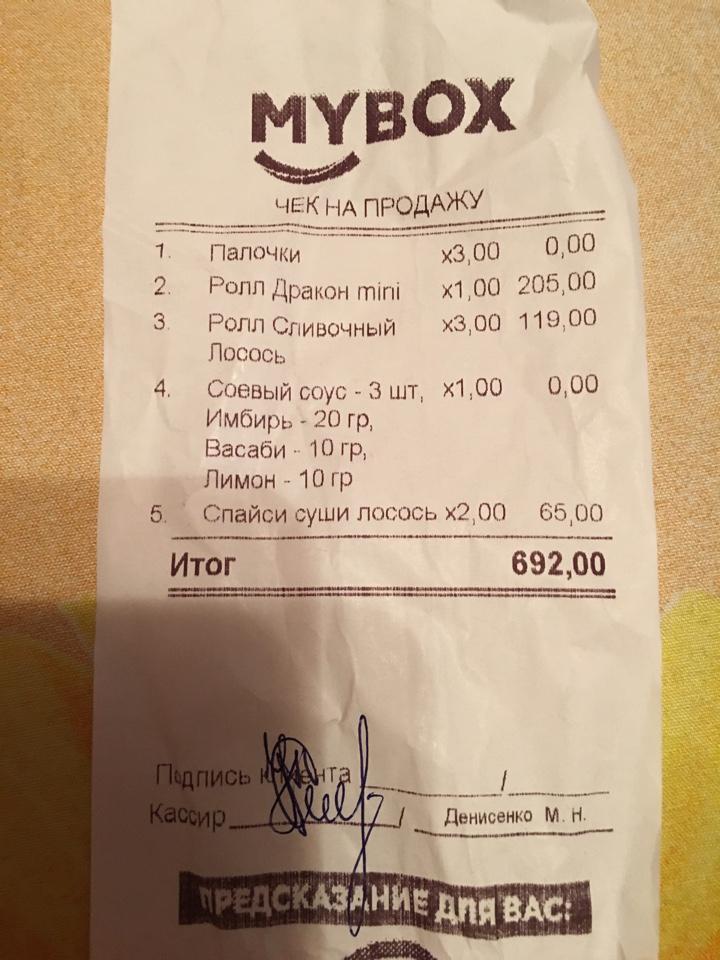 MYBOX
ЧЕК НА ПРОДАЖУ
1. Палочки x3,00 0,00
2. Ролл Дракон mini x1,00 205,00
3. Ролл Сливочный x3,00 119,00
Лосось
4. Соевый соус - 3 шт, x1,00 0,00
Имбирь - 20 гр,
Васаби - 10 гр,
Лимон - 10 гр
5. Спайси суши лосось x2,00 65,00
Итог 692,00
Подпись клиента /
Кассир / Денисенко М. Н.
ПРЕДСКАЗАНИЕ ДЛЯ ВАС: